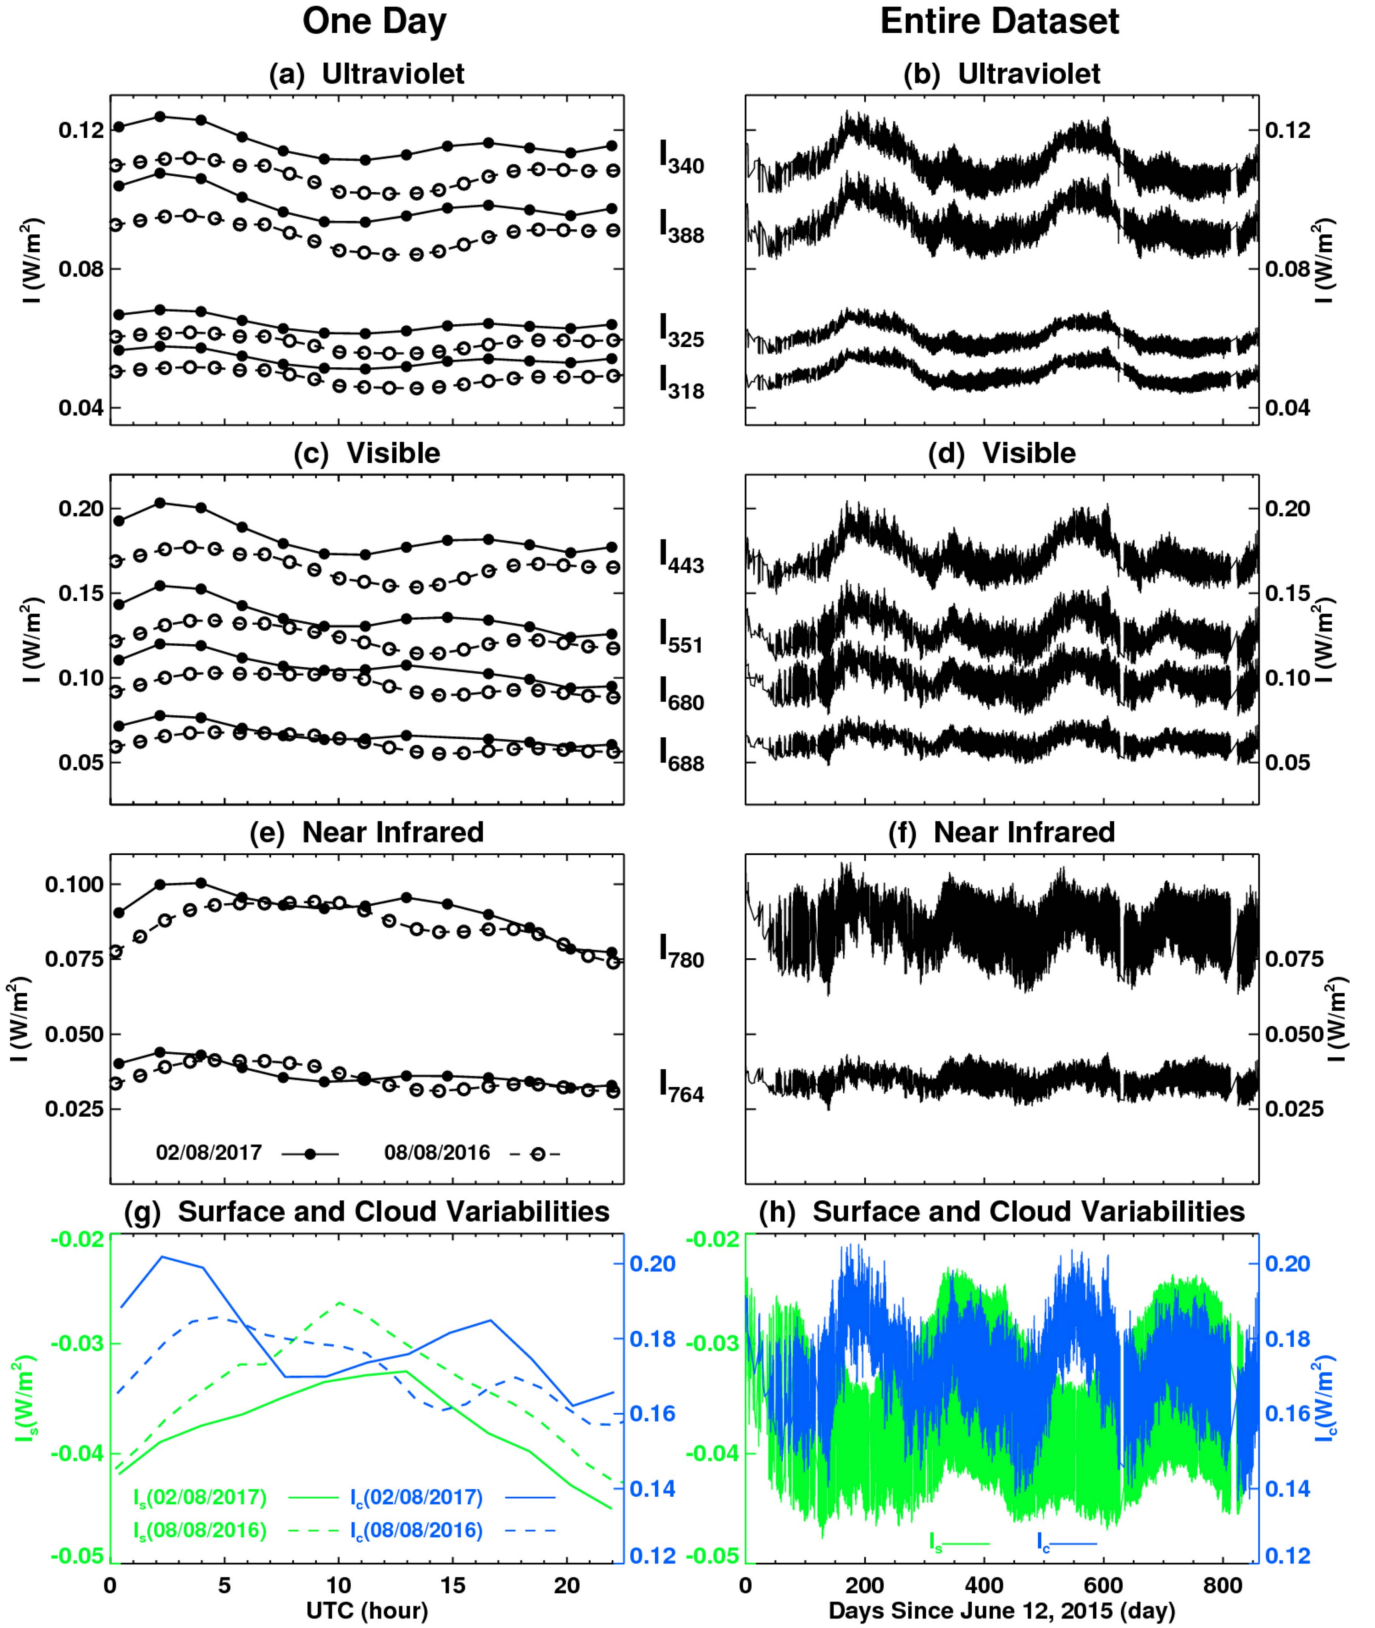 One Day Entire Dataset
(a) Ultraviolet (b) Ultraviolet
0.12 0.12
I340
I388
I (W/m2) I (W/m2)
0.08 0.08
I325
I318
0.04 0.04
(c) Visible (d) Visible
0.20 0.20
I443
0.15 0.15
I551
I (W/m2) I (W/m2)
0.10 I680 0.10
I688
0.05 0.05
(e) Near Infrared (f) Near Infrared
0.100
I780
0.075 0.075
I (W/m2) I (W/m2)
0.050 0.050
I764
0.025 0.025
02/08/2017 08/08/2016
(g) Surface and Cloud Variabilities (h) Surface and Cloud Variabilities
-0.02 0.20 -0.02 0.20
-0.03 0.18 -0.03 0.18
Is(W/m2) Ic(W/m2)
0.16 0.16
-0.04 -0.04
0.14 0.14
Is(02/08/2017) Ic(02/08/2017)
Is(08/08/2016) Ic(08/08/2016)
Is Ic
-0.05 0.12 -0.05 0.12
0 5 10 15 20 0 200 400 600 800
UTC (hour) Days Since June 12, 2015 (day)